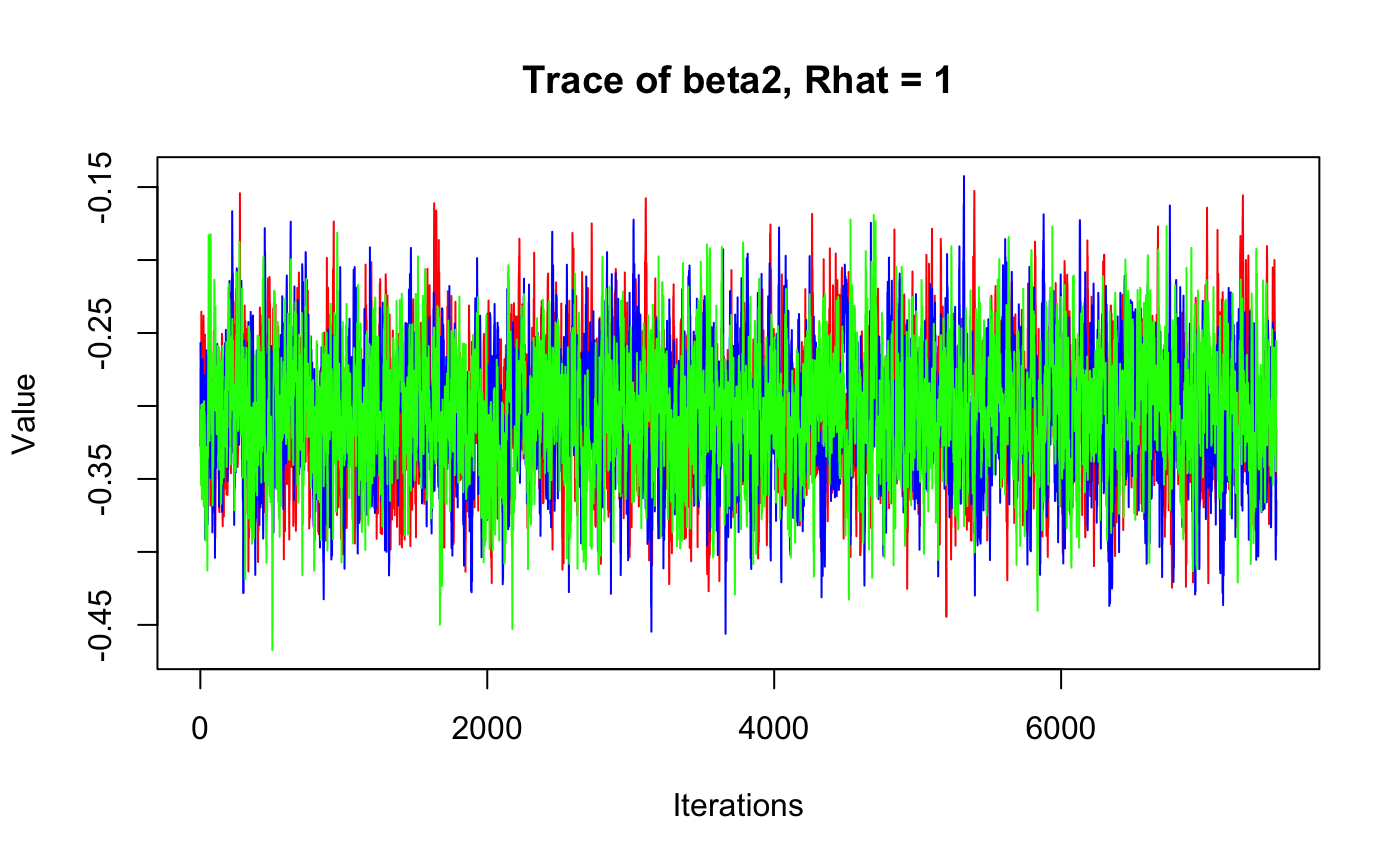 Trace of beta2, Rhat = 1
Value
-0.15
-0.25
-0.35
-0.45
0 2000 4000 6000
Iterations